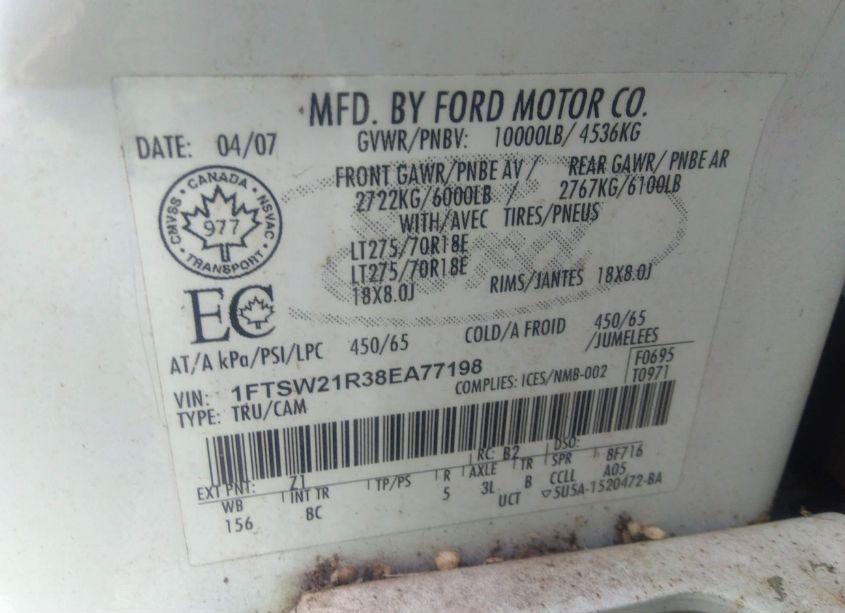 MFD. BY FORD MOTOR CO.
DATE: 04/07 GVWR/PNBV: 10000LB/ 4536KG
FRONT GAWR/PNBE AV / REAR GAWR/ PNBE AR
2722KG/6000LB / 2767KG/6100LB
WITH/AVEC TIRES/PNEUS
CANADA
CMVSS 977 NSVAC
TRANSPORT
LT275/70R18E
LT275/70R18E
18X8.0J RIMS/JANTES 18X8.0J
EC
AT/A kPa/PSI/LPC 450/65 COLD/A FROID 450/65
/JUMELEES
VIN: 1FTSW21R38EA77198 COMPLIES: ICES/NMB-002 F0695
TYPE: TRU/CAM T0971
RC: B2 DSO:
EXT PNT: Z1 TP/PS R AXLE TR SPR 8F716
WB INT TR 5 3L B CCLL A05
156 8C UCT 5U5A-1520472-BA